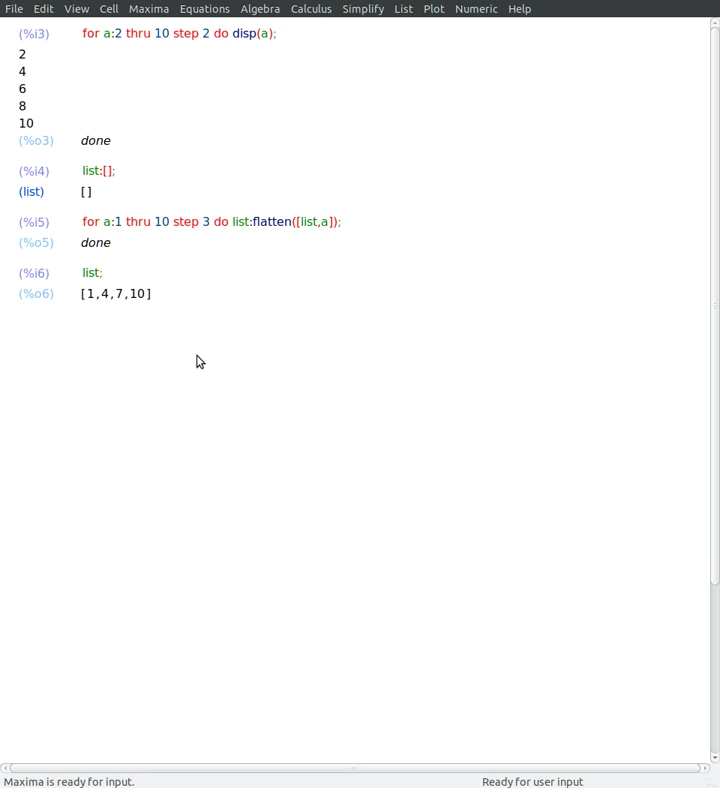 File Edit View Cell Maxima Equations Algebra Calculus Simplify List Plot Numeric Help
(%i3) for a:2 thru 10 step 2 do disp(a);
2
4
6
8
10
(%o3) done
(%i4) list:[];
(list) []
(%i5) for a:1 thru 10 step 3 do list:flatten([list,a]);
(%o5) done
(%i6) list;
(%o6) [1,4,7,10]
Maxima is ready for input. Ready for user input